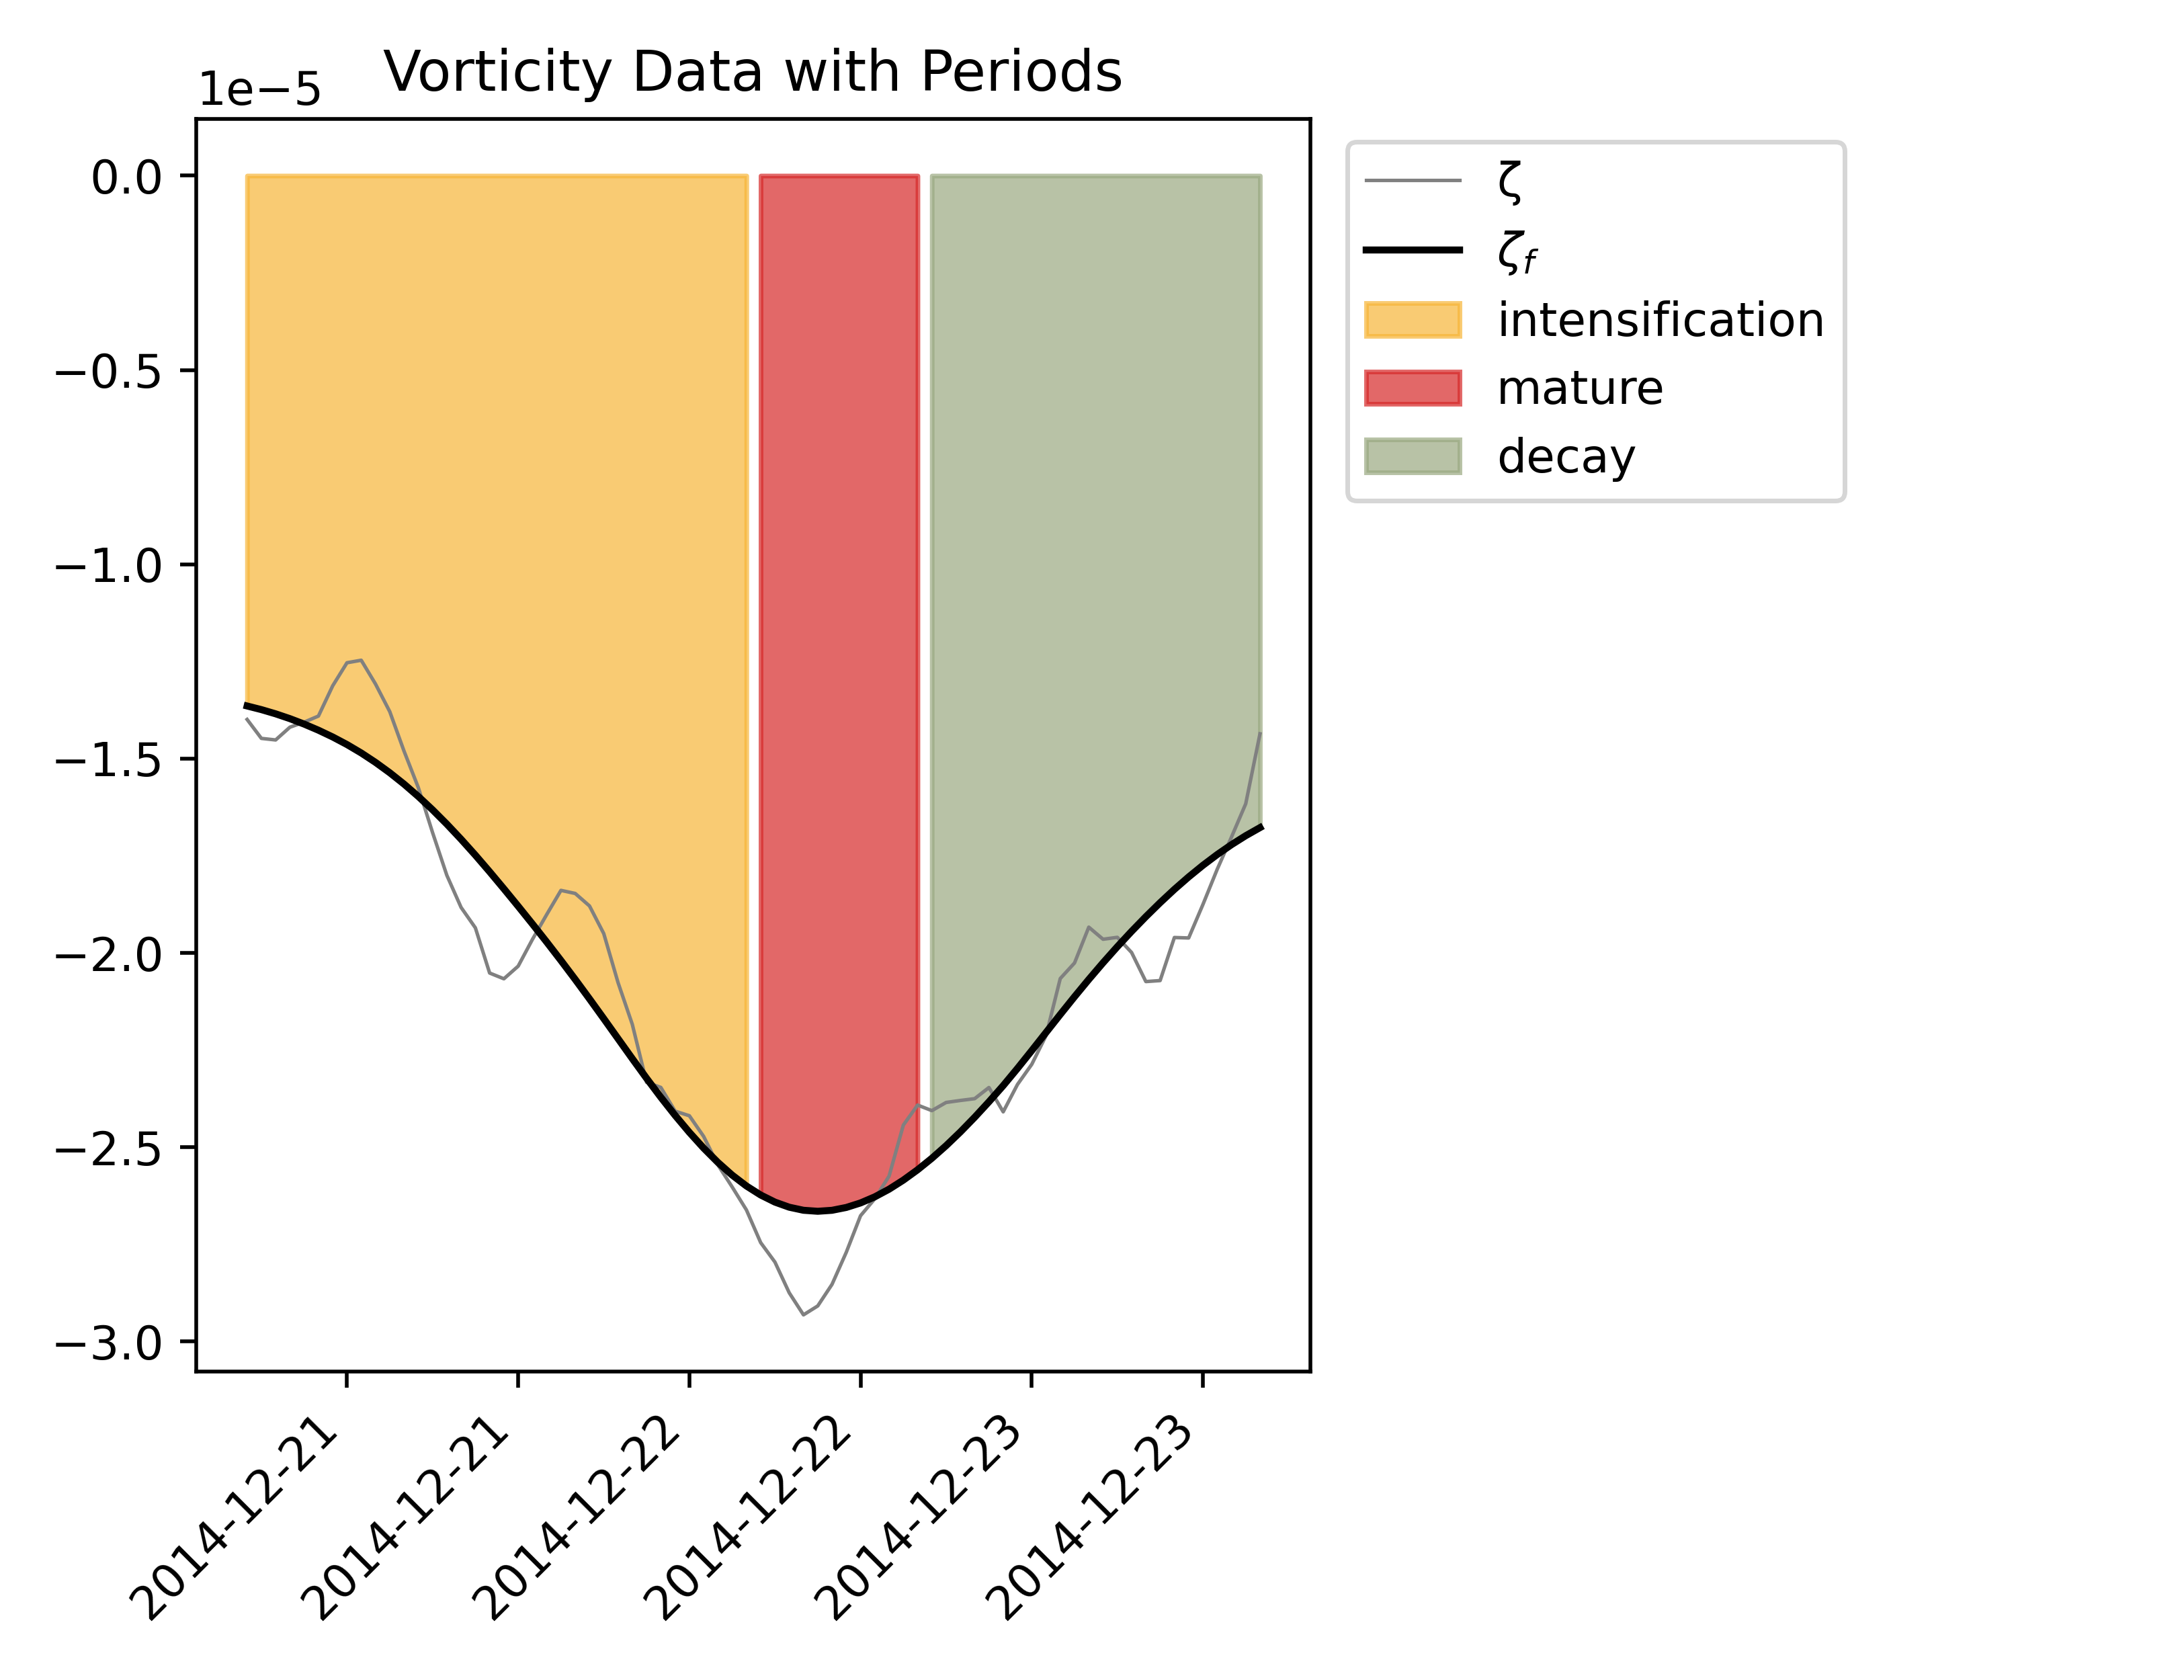 Vorticity Data with Periods
1e−5
0.0
−0.5
−1.0
−1.5
−2.0
−2.5
−3.0
2014-12-21
2014-12-21
2014-12-22
2014-12-22
2014-12-23
2014-12-23
ζ
ζf
intensification
mature
decay